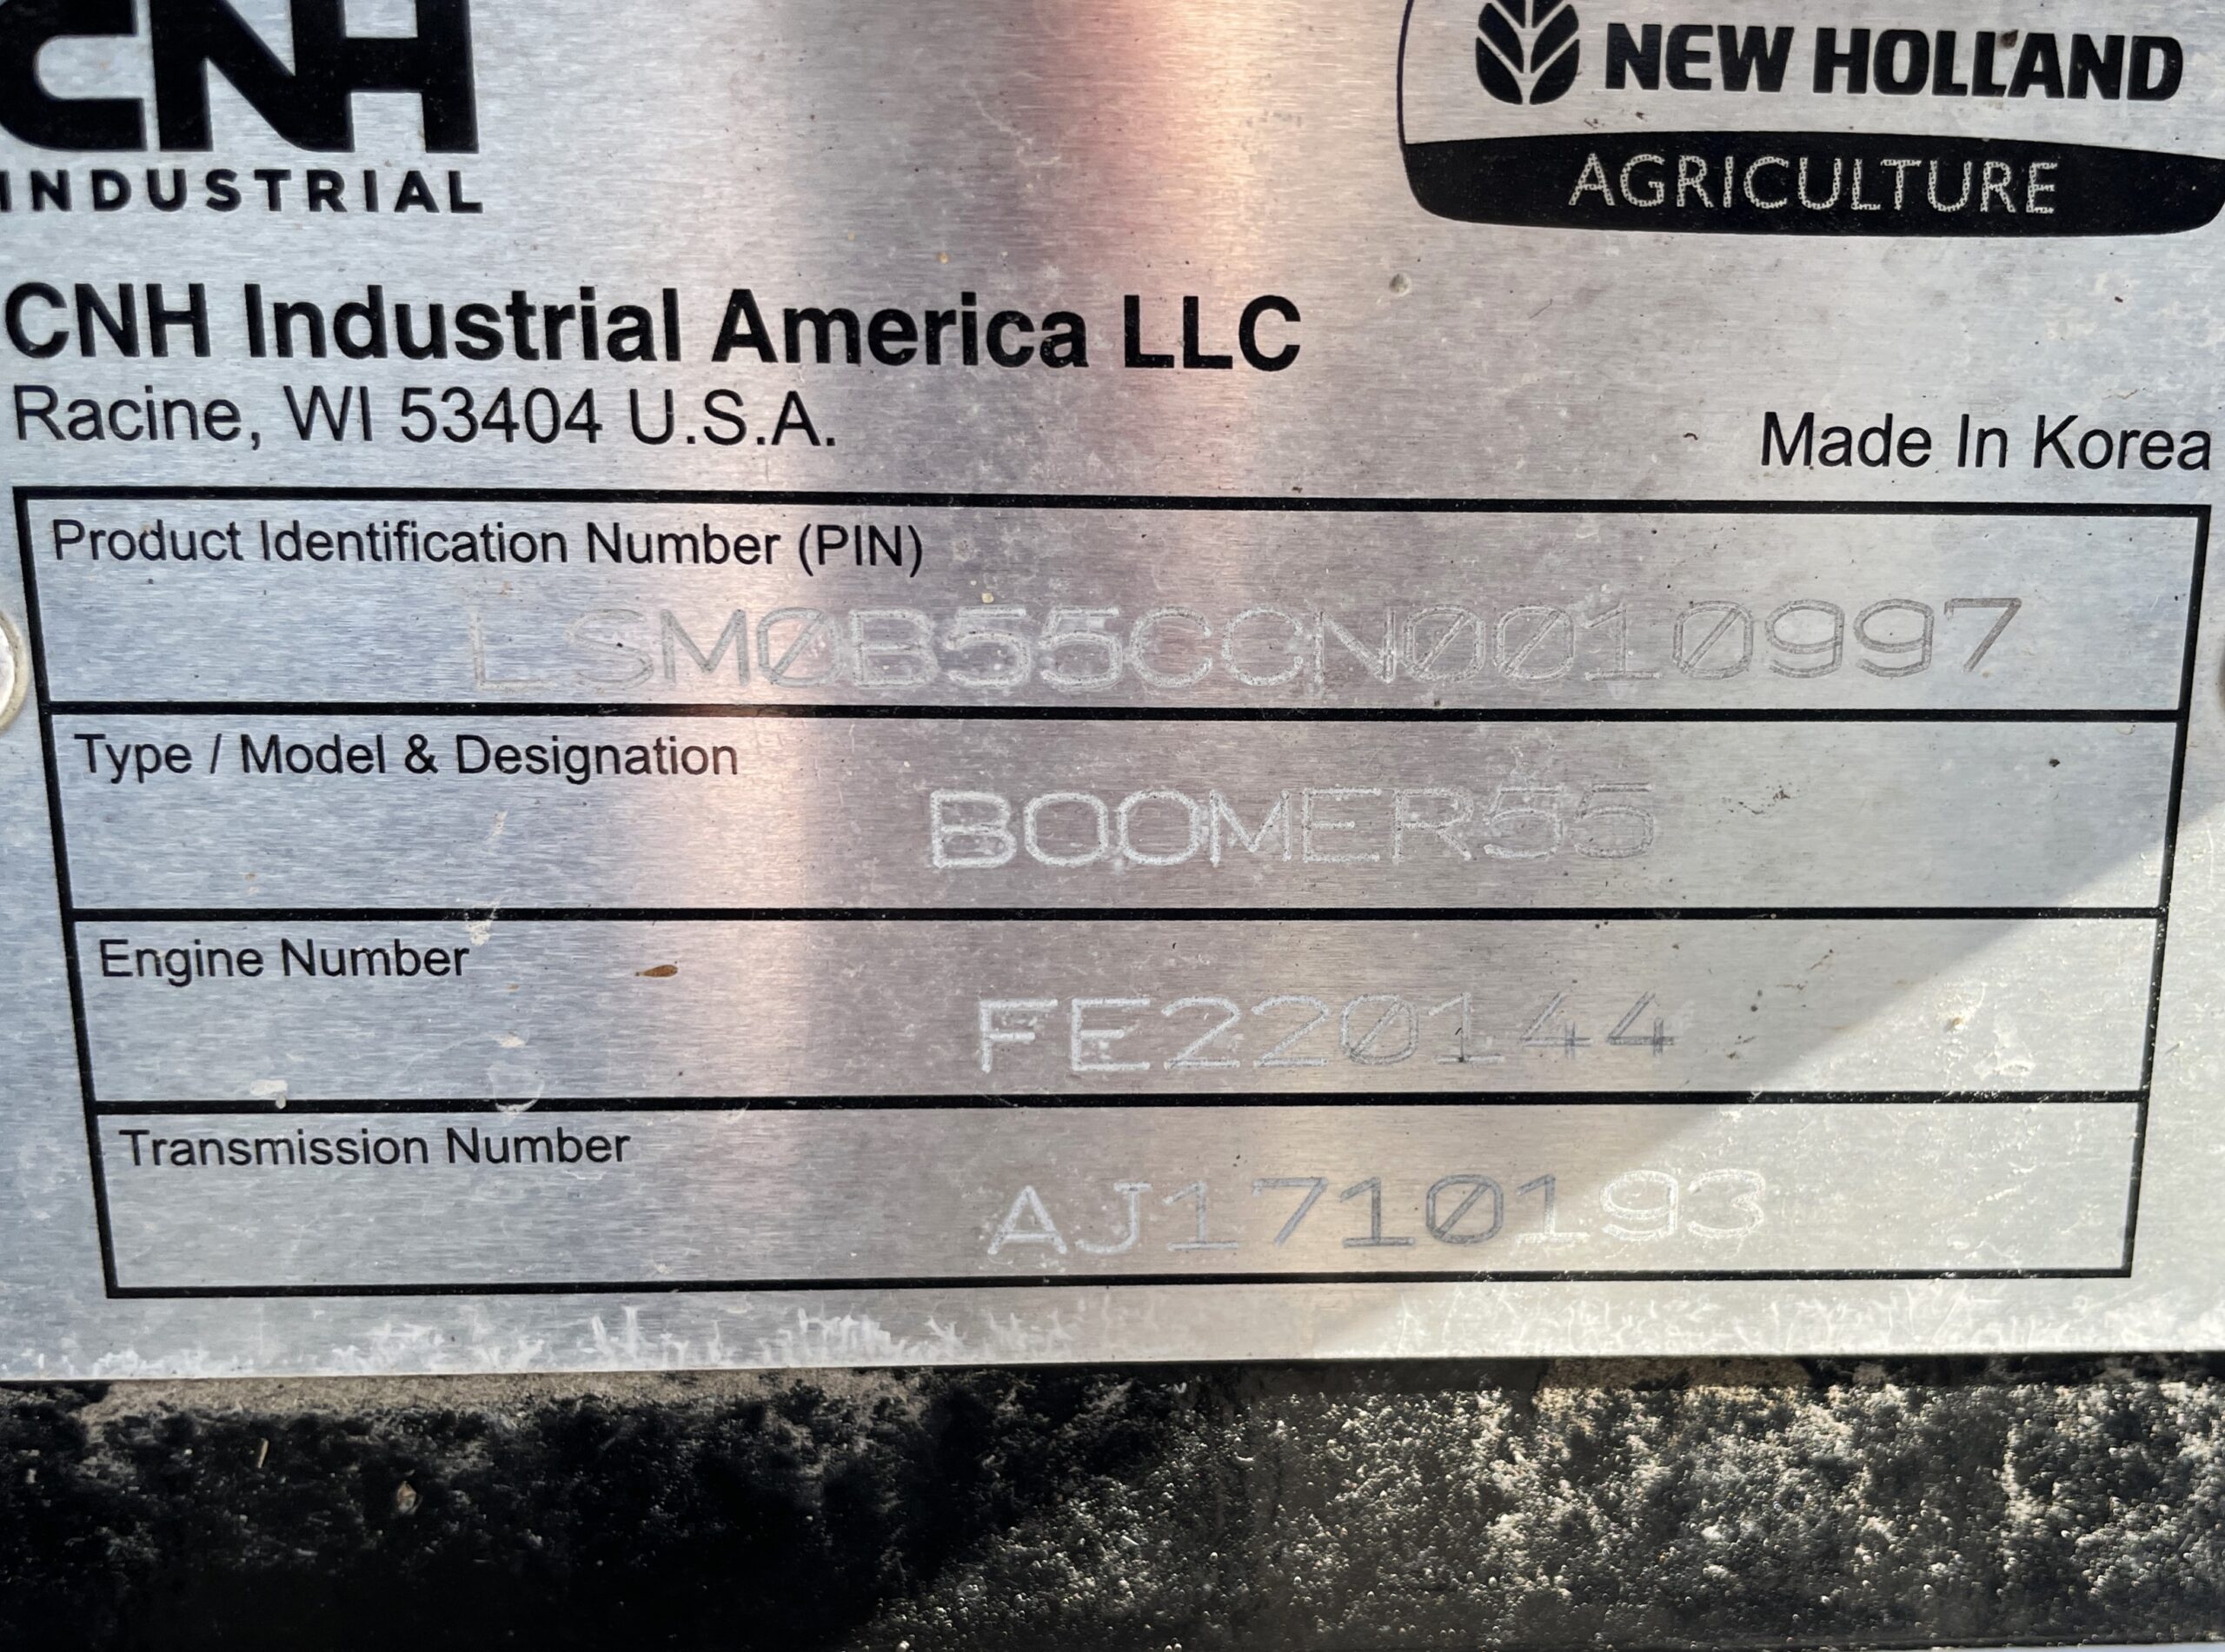 CNH
INDUSTRIAL
NEW HOLLAND
AGRICULTURE
CNH Industrial America LLC
Racine, WI 53404 U.S.A.
Made In Korea
Product Identification Number (PIN)
LSM0B55CCN0010997
Type / Model & Designation
BOOMER55
Engine Number
FE220144
Transmission Number
AJ1710193